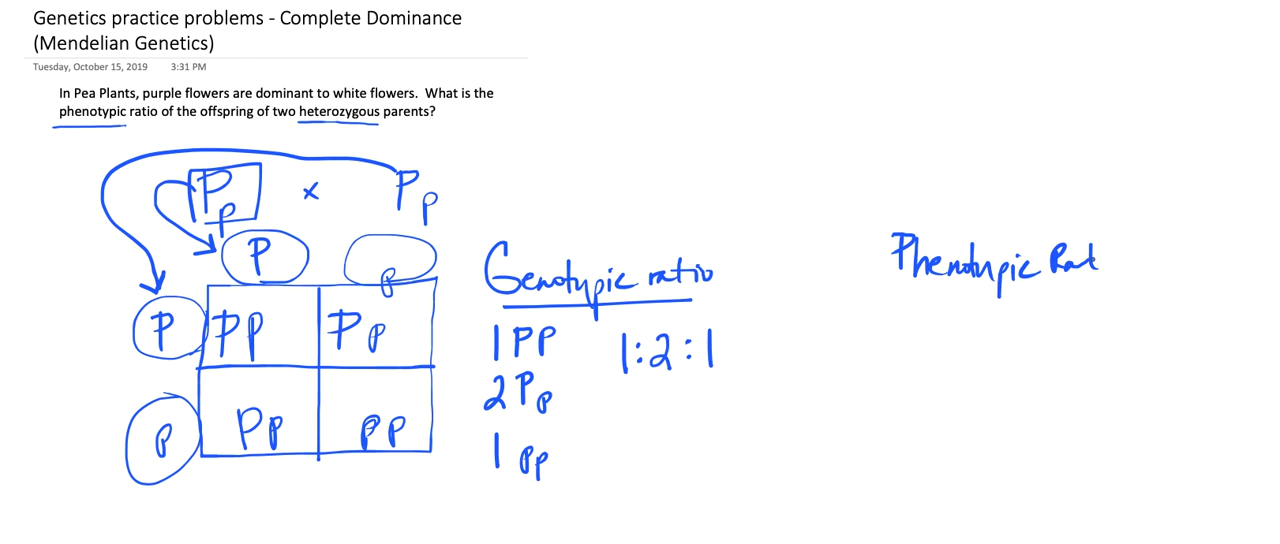 Genetics practice problems - Complete Dominance
(Mendelian Genetics)
Tuesday, October 15, 2019 3:31 PM
In Pea Plants, purple flowers are dominant to white flowers. What is the
phenotypic ratio of the offspring of two heterozygous parents?
Pp x Pp
P p
P PP Pp
p Pp pp
Genotypic ratio
1 PP 1:2:1
2 Pp
1 pp
Phenotypic Rat